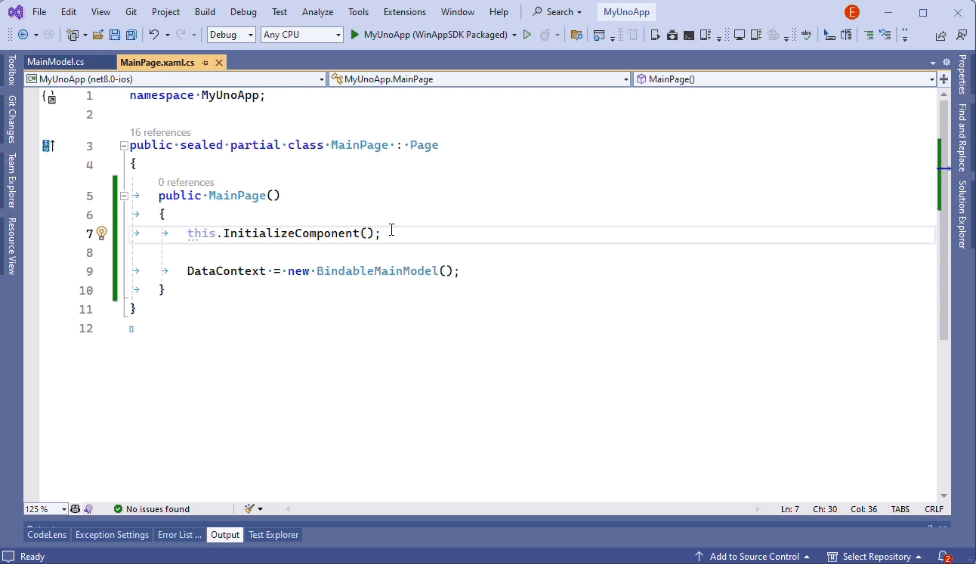 File Edit View Git Project Build Debug Test Analyze Tools Extensions Window Help Search MyUnoApp E
Debug Any CPU MyUnoApp (WinAppSDK Packaged)
MainModel.cs MainPage.xaml.cs
MyUnoApp (net8.0-ios) MyUnoApp.MainPage MainPage()
Toolbox
Git Changes
Team Explorer
Resource View
1 namespace MyUnoApp;
2
16 references
3 public sealed partial class MainPage : Page
4 {
0 references
5 public MainPage()
6 {
7 this.InitializeComponent();
8
9 DataContext = new BindableMainModel();
10 }
11 }
12
Properties
Find and Replace
Solution Explorer
125 % No issues found Ln: 7 Ch: 30 Col: 36 TABS CRLF
CodeLens Exception Settings Error List ... Output Test Explorer
Ready Add to Source Control Select Repository 2